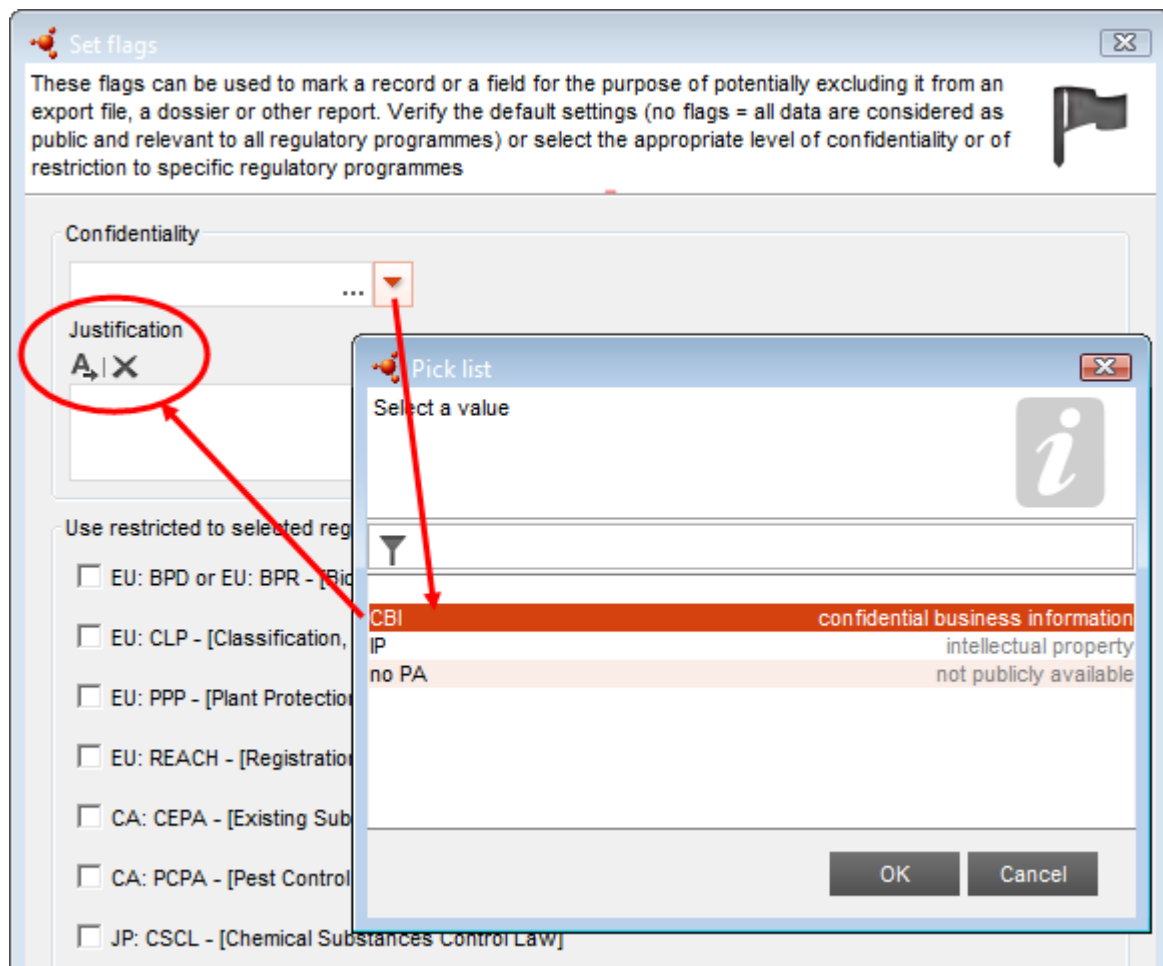 Set flags
These flags can be used to mark a record or a field for the purpose of potentially excluding it from an
export file, a dossier or other report. Verify the default settings (no flags = all data are considered as
public and relevant to all regulatory programmes) or select the appropriate level of confidentiality or of
restriction to specific regulatory programmes
Confidentiality
...
Justification
A
Pick list
Select a value
CBI confidential business information
IP intellectual property
no PA not publicly available
OK Cancel
Use restricted to selected reg
EU: BPD or EU: BPR - [Bio
EU: CLP - [Classification,
EU: PPP - [Plant Protection
EU: REACH - [Registration
CA: CEPA - [Existing Sub
CA: PCPA - [Pest Control
JP: CSCL - [Chemical Substances Control Law]